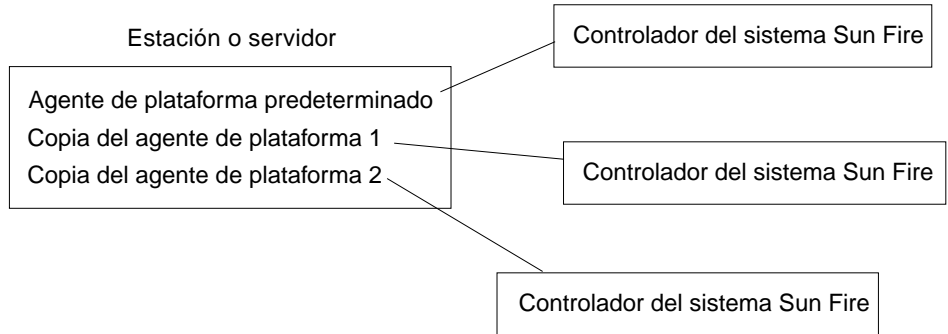 Estación o servidor
Controlador del sistema Sun Fire
Agente de plataforma predeterminado
Copia del agente de plataforma 1
Copia del agente de plataforma 2
Controlador del sistema Sun Fire
Controlador del sistema Sun Fire